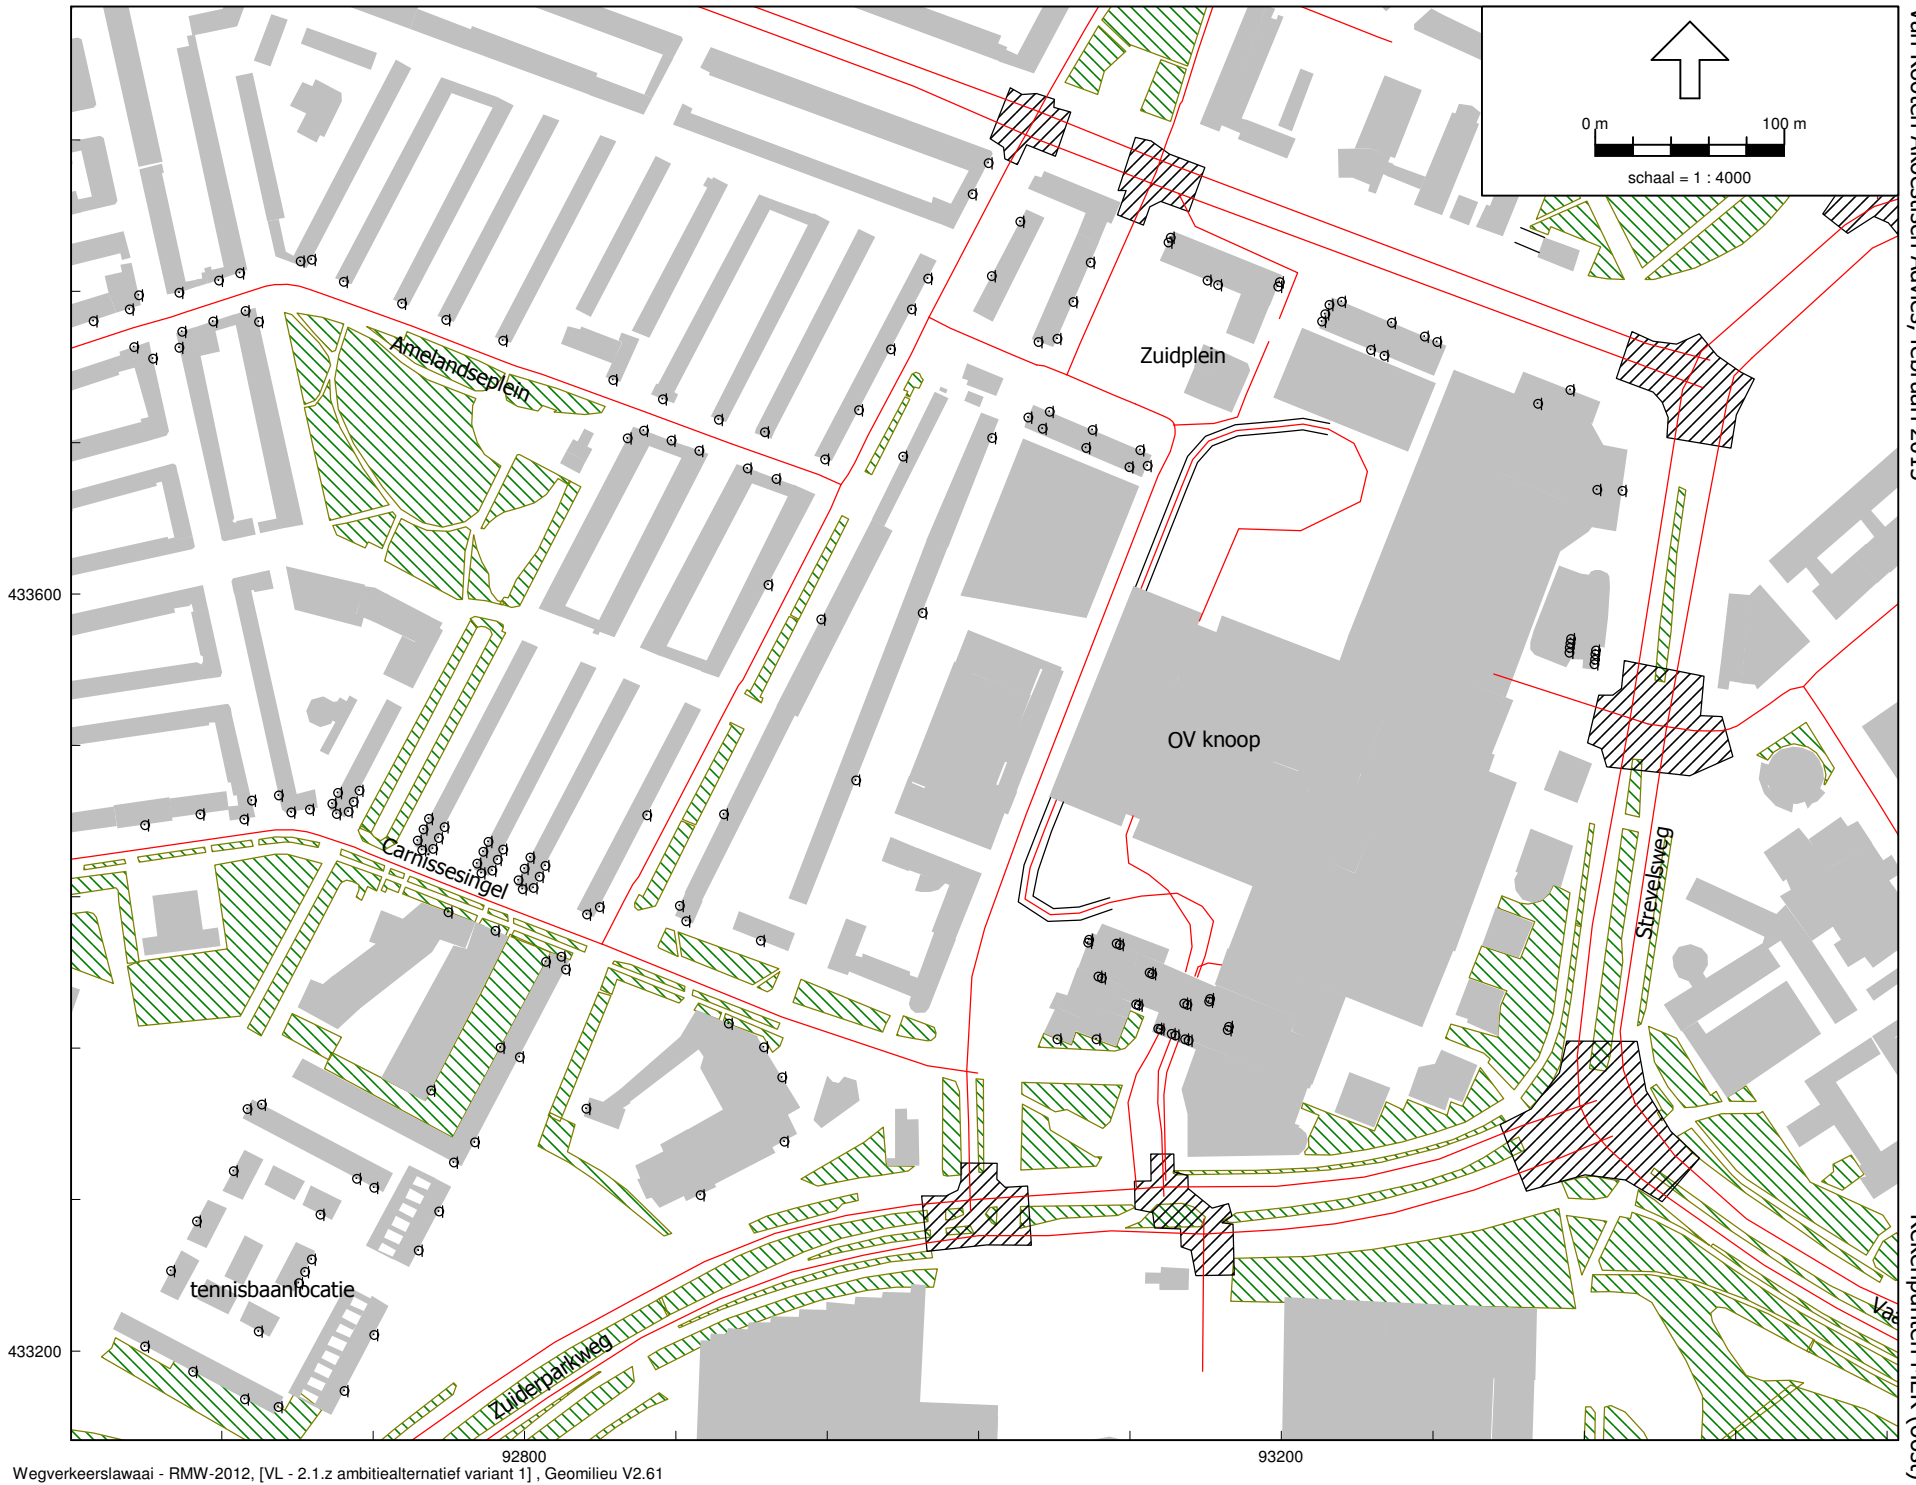 0 m
100 m
schaal = 1 : 4000
Amelandseplein
Zuidplein
433600
OV knoop
Carnissesingel
Strevelsweg
tennisbaanlocatie
Zuiderparkweg
433200
92800
93200
Wegverkeerslawaai - RMW-2012, [VL - 2.1.z ambitiealternatief variant 1] , Geomilieu V2.61